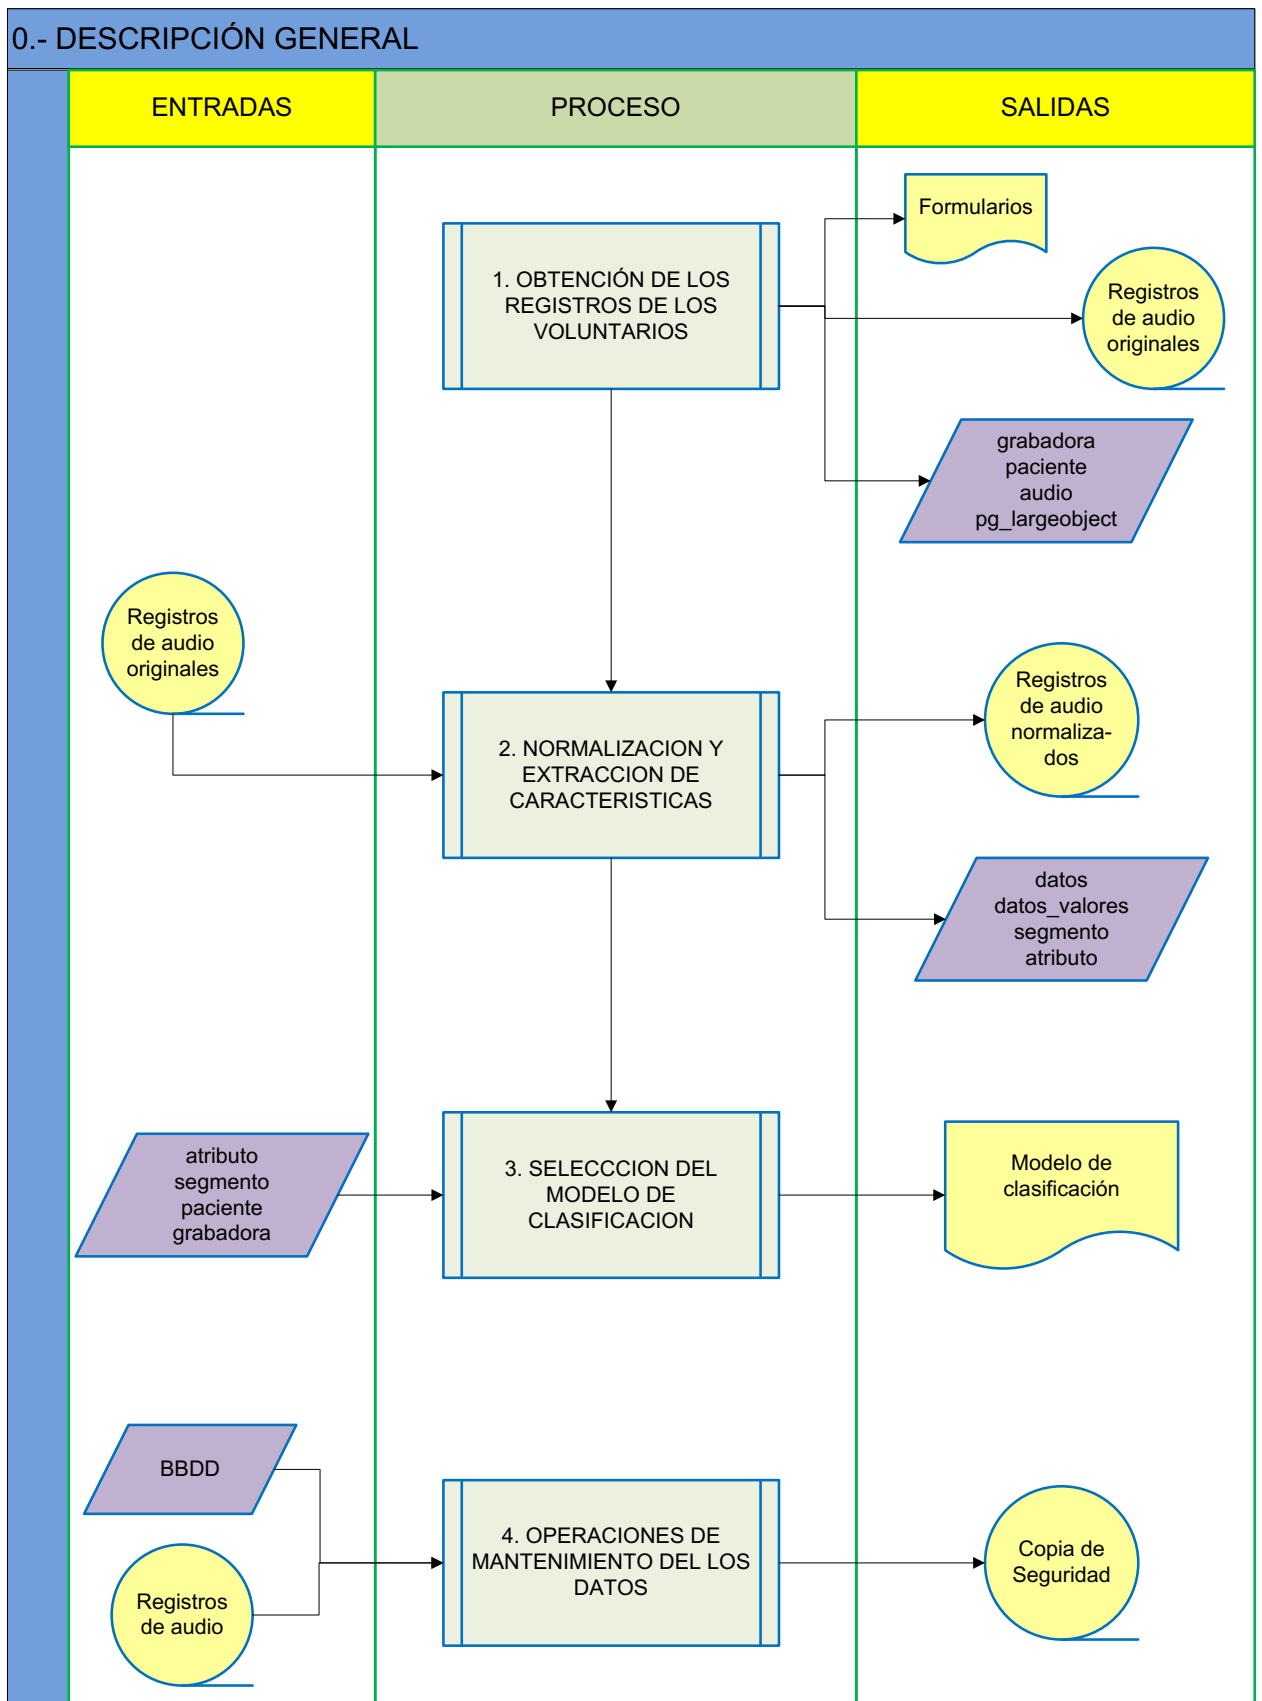 0.- DESCRIPCIÓN GENERAL
ENTRADAS
PROCESO
SALIDAS
1. OBTENCIÓN DE LOS
REGISTROS DE LOS
VOLUNTARIOS
Formularios
Registros
de audio
originales
grabadora
paciente
audio
pg_largeobject
Registros
de audio
originales
2. NORMALIZACION Y
EXTRACCION DE
CARACTERISTICAS
Registros
de audio
normaliza-
dos
datos
datos_valores
segmento
atributo
atributo
segmento
paciente
grabadora
3. SELECCCION DEL
MODELO DE
CLASIFICACION
Modelo de
clasificación
BBDD
Registros
de audio
4. OPERACIONES DE
MANTENIMIENTO DEL LOS
DATOS
Copia de
Seguridad